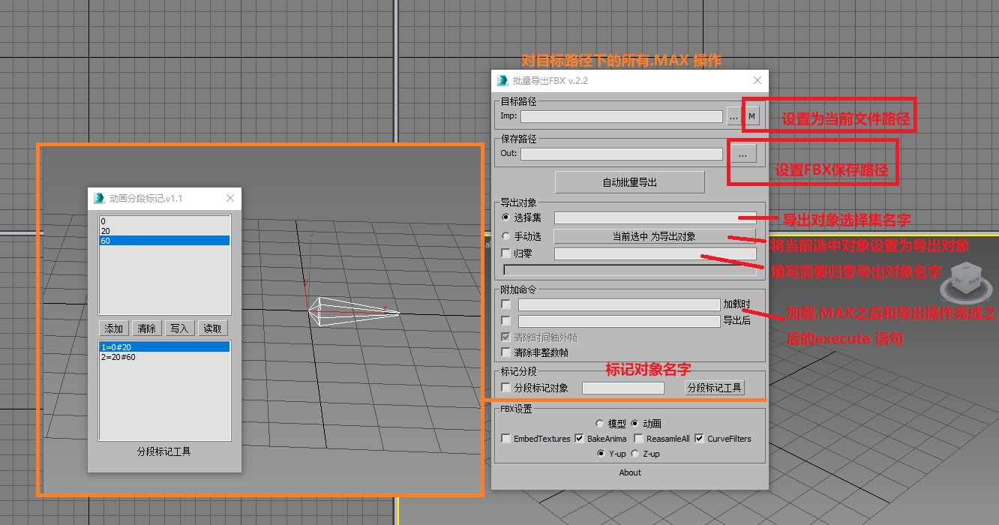 对目标路径下的所有.MAX 操作
批量导出FBX v.2.2
目标路径
Imp:
...
M
设置为当前文件路径
保存路径
Out:
...
设置FBX保存路径
自动批量导出
导出对象
选择集
导出对象选择集名字
手动选
当前选中 为导出对象
将当前选中对象设置为导出对象
归零
填写需要归零导出对象名字
附加命令
加载时
导出后
加载.MAX之后和导出操作完成之
后的execute 语句
清除时间轴外帧
清除非整数帧
标记分段
标记对象名字
分段标记对象
分段标记工具
FBX设置
模型
动画
EmbedTextures
BakeAnima
ReasamleAll
CurveFilters
Y-up
Z-up
About
动画分段标记.v1.1
0
20
60
添加
清除
写入
读取
1=0#20
2=20#60
分段标记工具
z
y
x